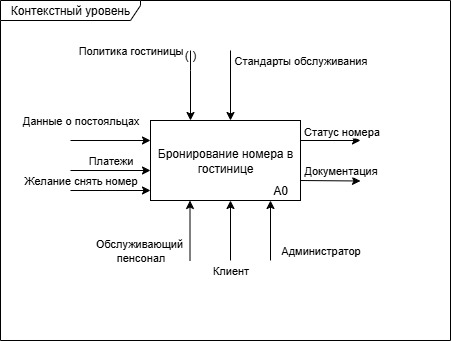 Контекстный уровень
Политика гостиницы
Стандарты обслуживания
Данные о постояльцах
Платежи
Желание снять номер
Бронирование номера в
гостинице
A0
Статус номера
Документация
Обслуживающий
пенсонал
Клиент
Администратор